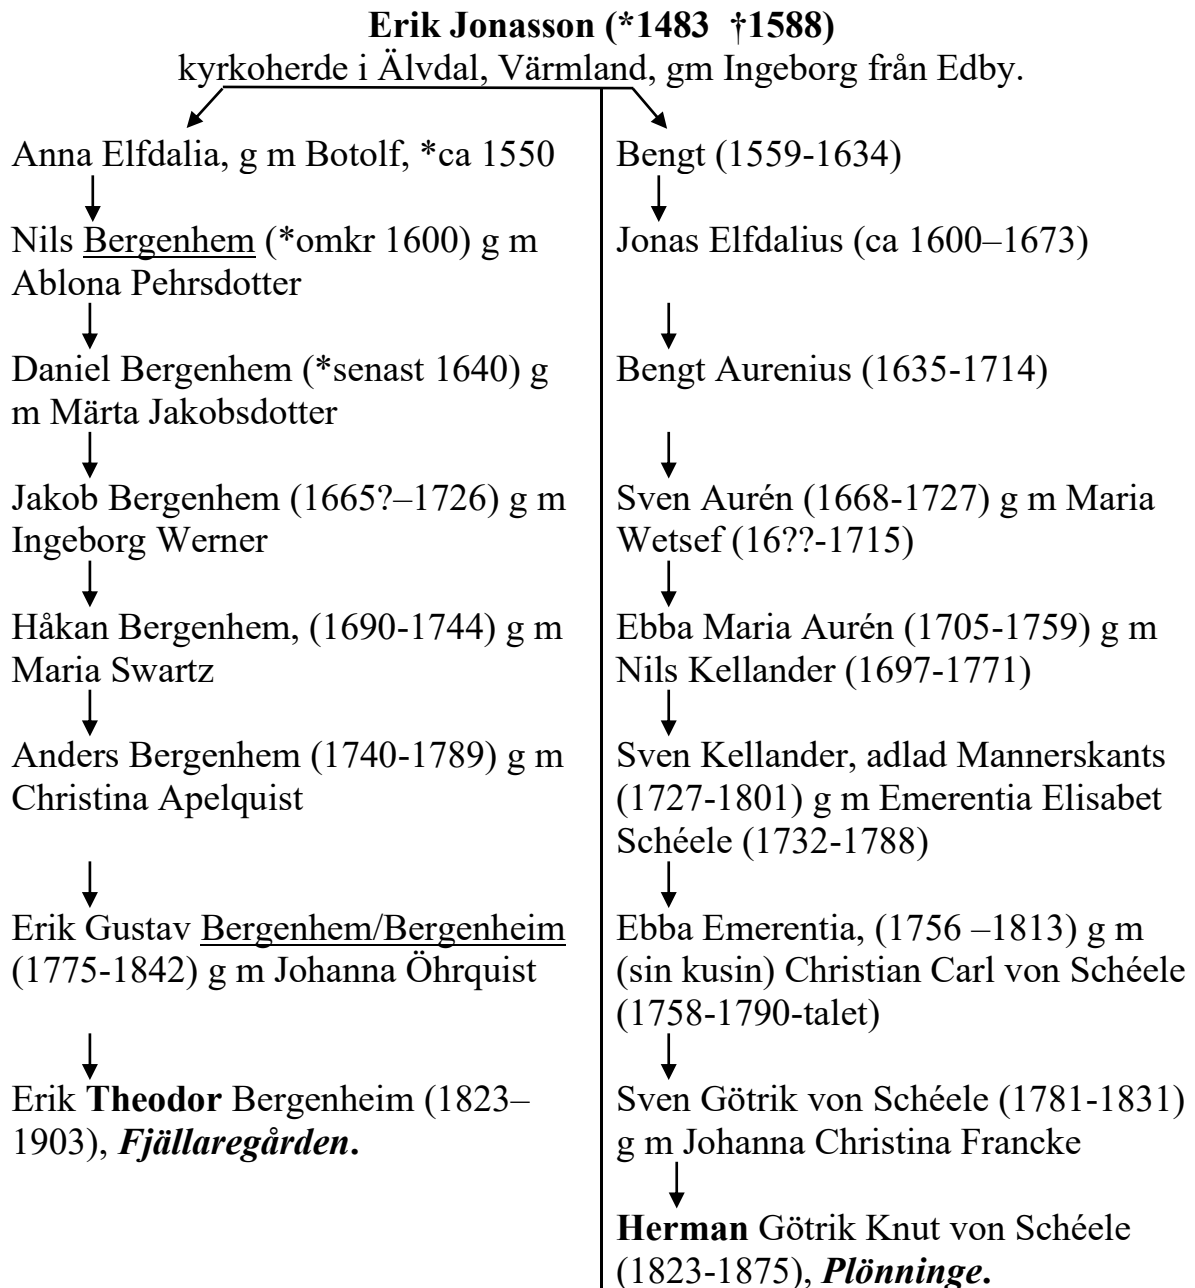 Erik Jonasson (*1483 †1588)
kyrkoherde i Älvdal, Värmland, gm Ingeborg från Edby.
Anna Elfdalia, g m Botolf, *ca 1550
Nils Bergenhem (*omkr 1600) g m
Ablona Pehrsdotter
Daniel Bergenhem (*senast 1640) g
m Märta Jakobsdotter
Jakob Bergenhem (1665?–1726) g m
Ingeborg Werner
Håkan Bergenhem, (1690-1744) g m
Maria Swartz
Anders Bergenhem (1740-1789) g m
Christina Apelquist
Erik Gustav Bergenhem/Bergenheim
(1775-1842) g m Johanna Öhrquist
Erik Theodor Bergenheim (1823–
1903), Fjällaregården.
Bengt (1559-1634)
Jonas Elfdalius (ca 1600–1673)
Bengt Aurenius (1635-1714)
Sven Aurén (1668-1727) g m Maria
Wetsef (16??-1715)
Ebba Maria Aurén (1705-1759) g m
Nils Kellander (1697-1771)
Sven Kellander, adlad Mannerskants
(1727-1801) g m Emerentia Elisabet
Schéele (1732-1788)
Ebba Emerentia, (1756 –1813) g m
(sin kusin) Christian Carl von Schéele
(1758-1790-talet)
Sven Götrik von Schéele (1781-1831)
g m Johanna Christina Francke
Herman Götrik Knut von Schéele
(1823-1875), Plönninge.